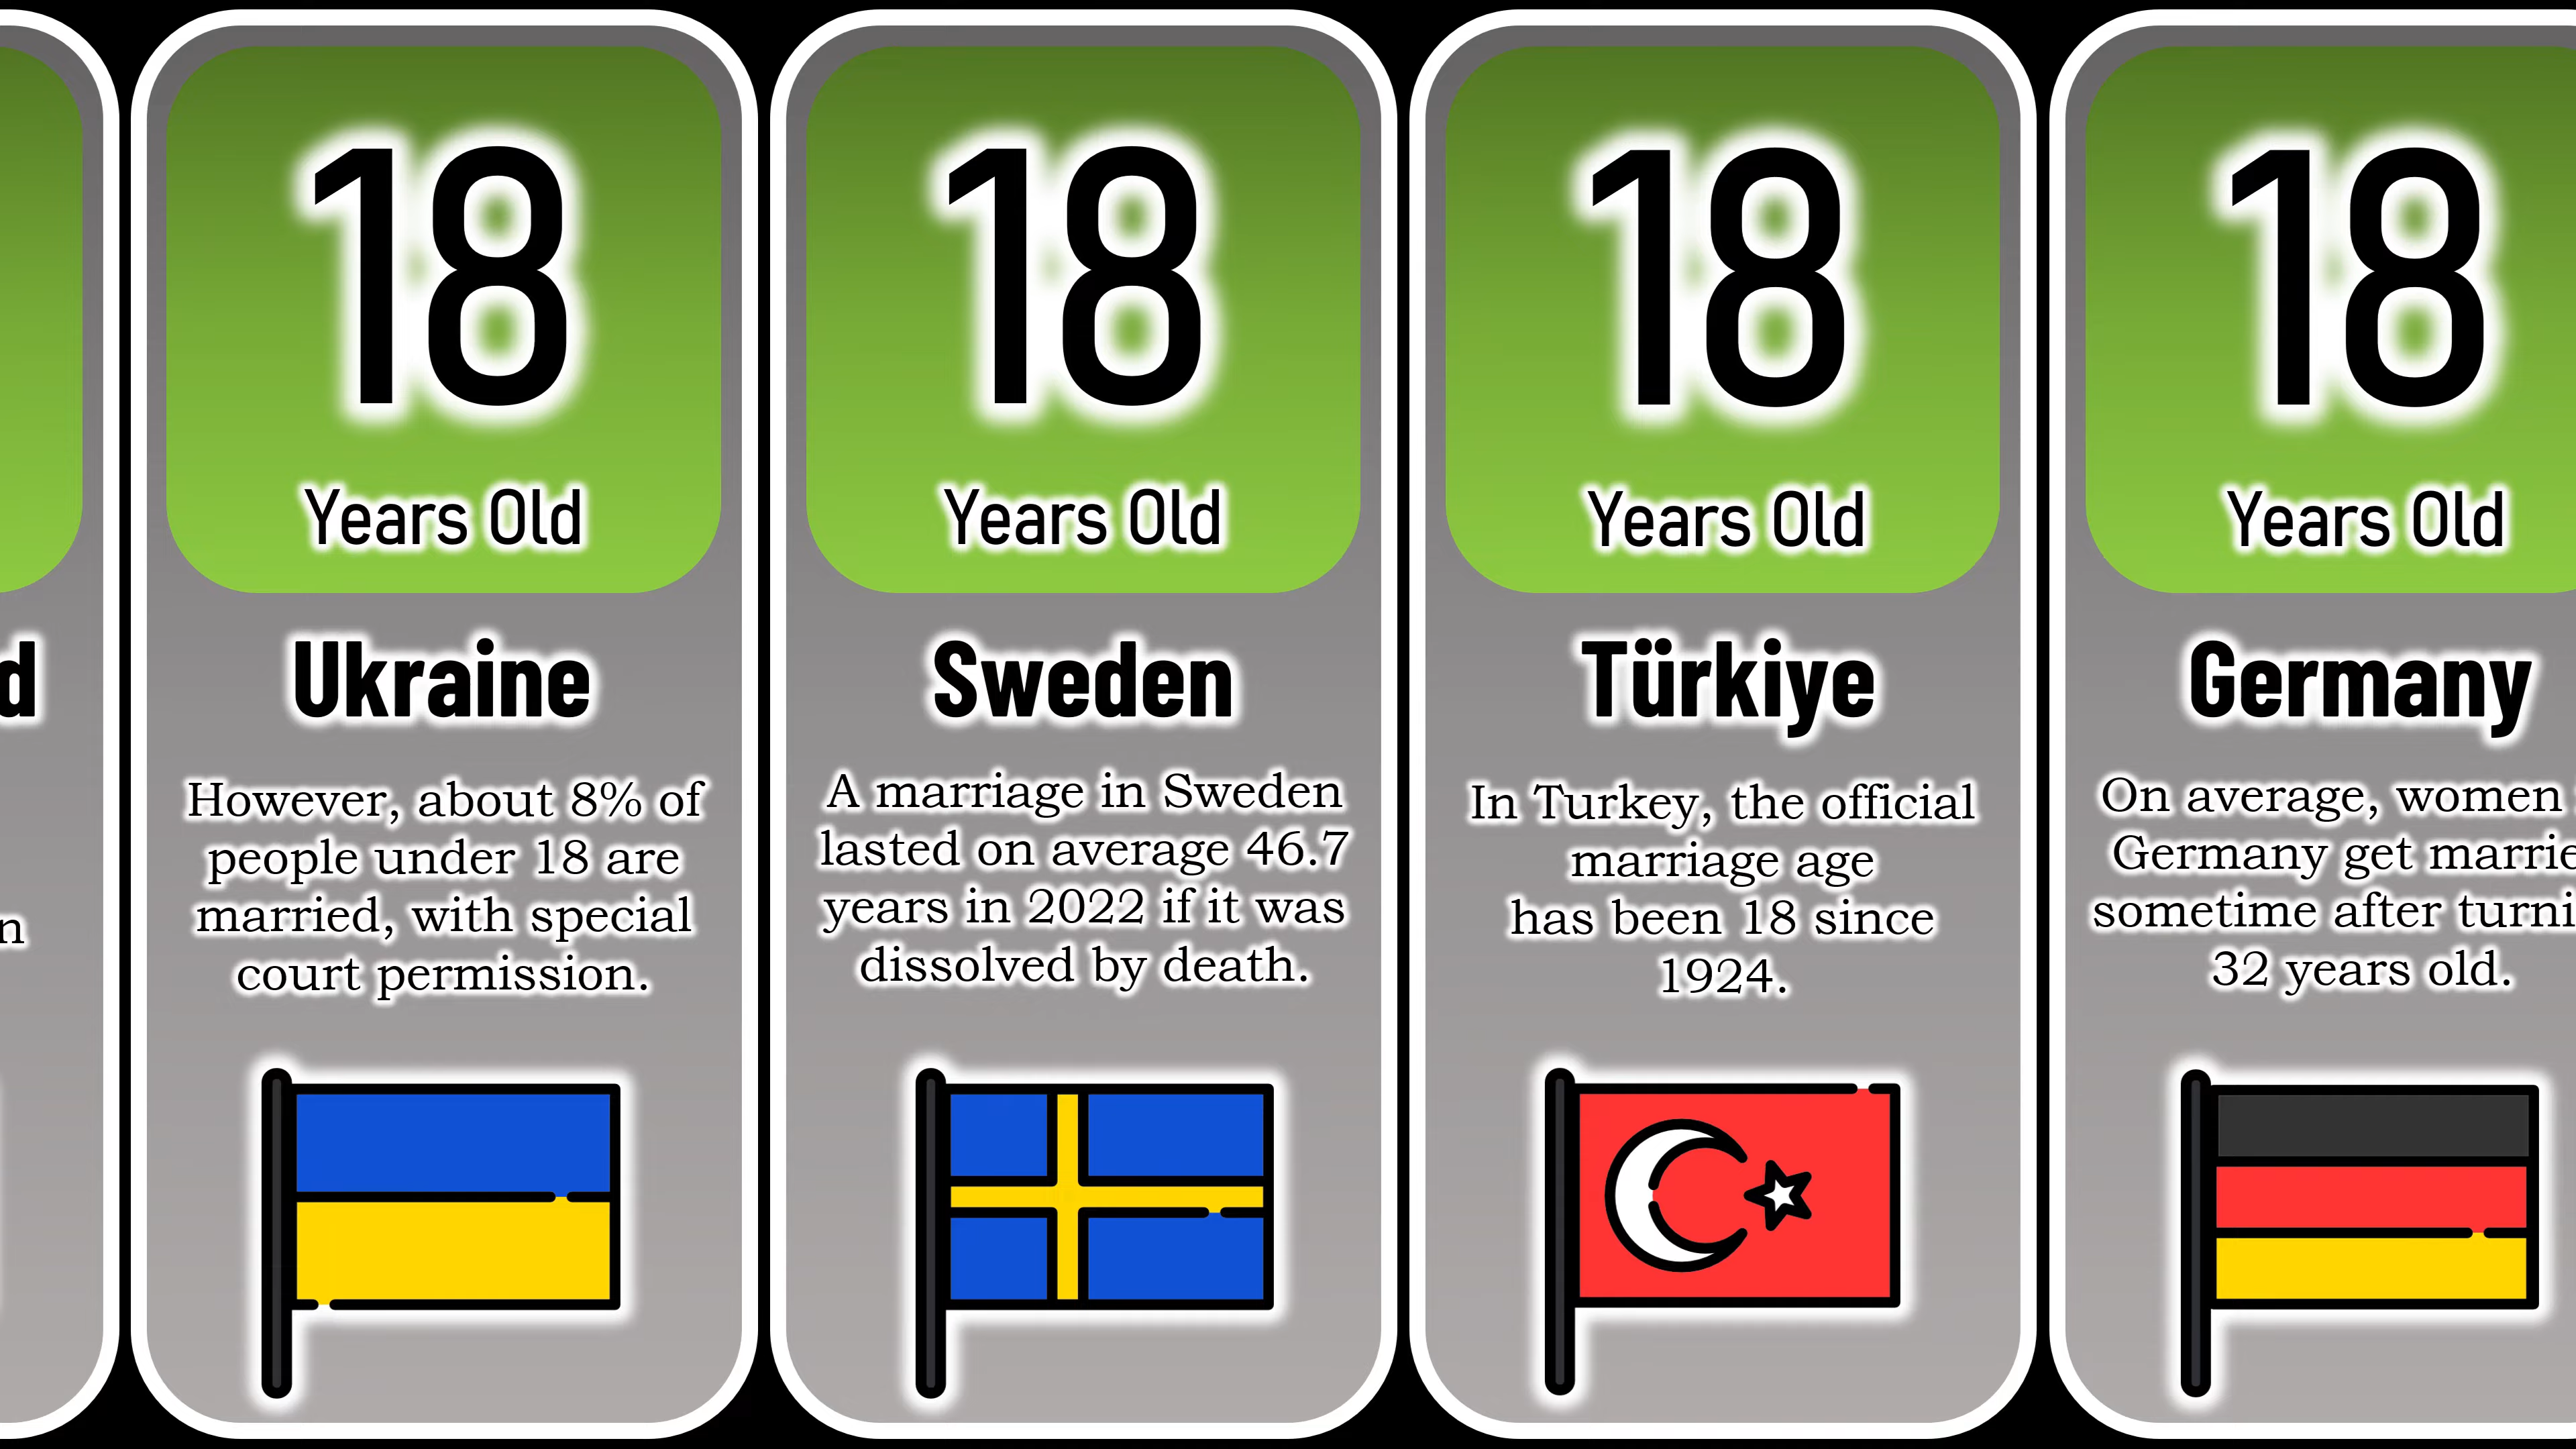 d
n
18
Years Old
Ukraine
However, about 8% of
people under 18 are
married, with special
court permission.
18
Years Old
Sweden
A marriage in Sweden
lasted on average 46.7
years in 2022 if it was
dissolved by death.
18
Years Old
Türkiye
In Turkey, the official
marriage age
has been 18 since
1924.
18
Years Old
Germany
On average, women
Germany get marrie
sometime after turni
32 years old.